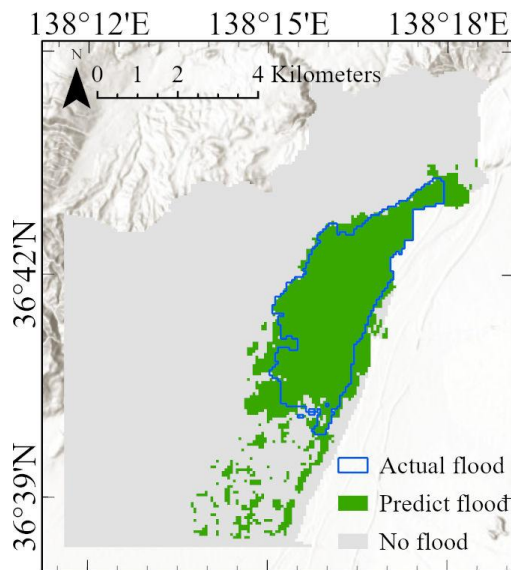 138°12'E 138°15'E 138°18'E
N
0 1 2 4 Kilometers
36°42'N
36°39'N
Actual flood
Predict flood
No flood